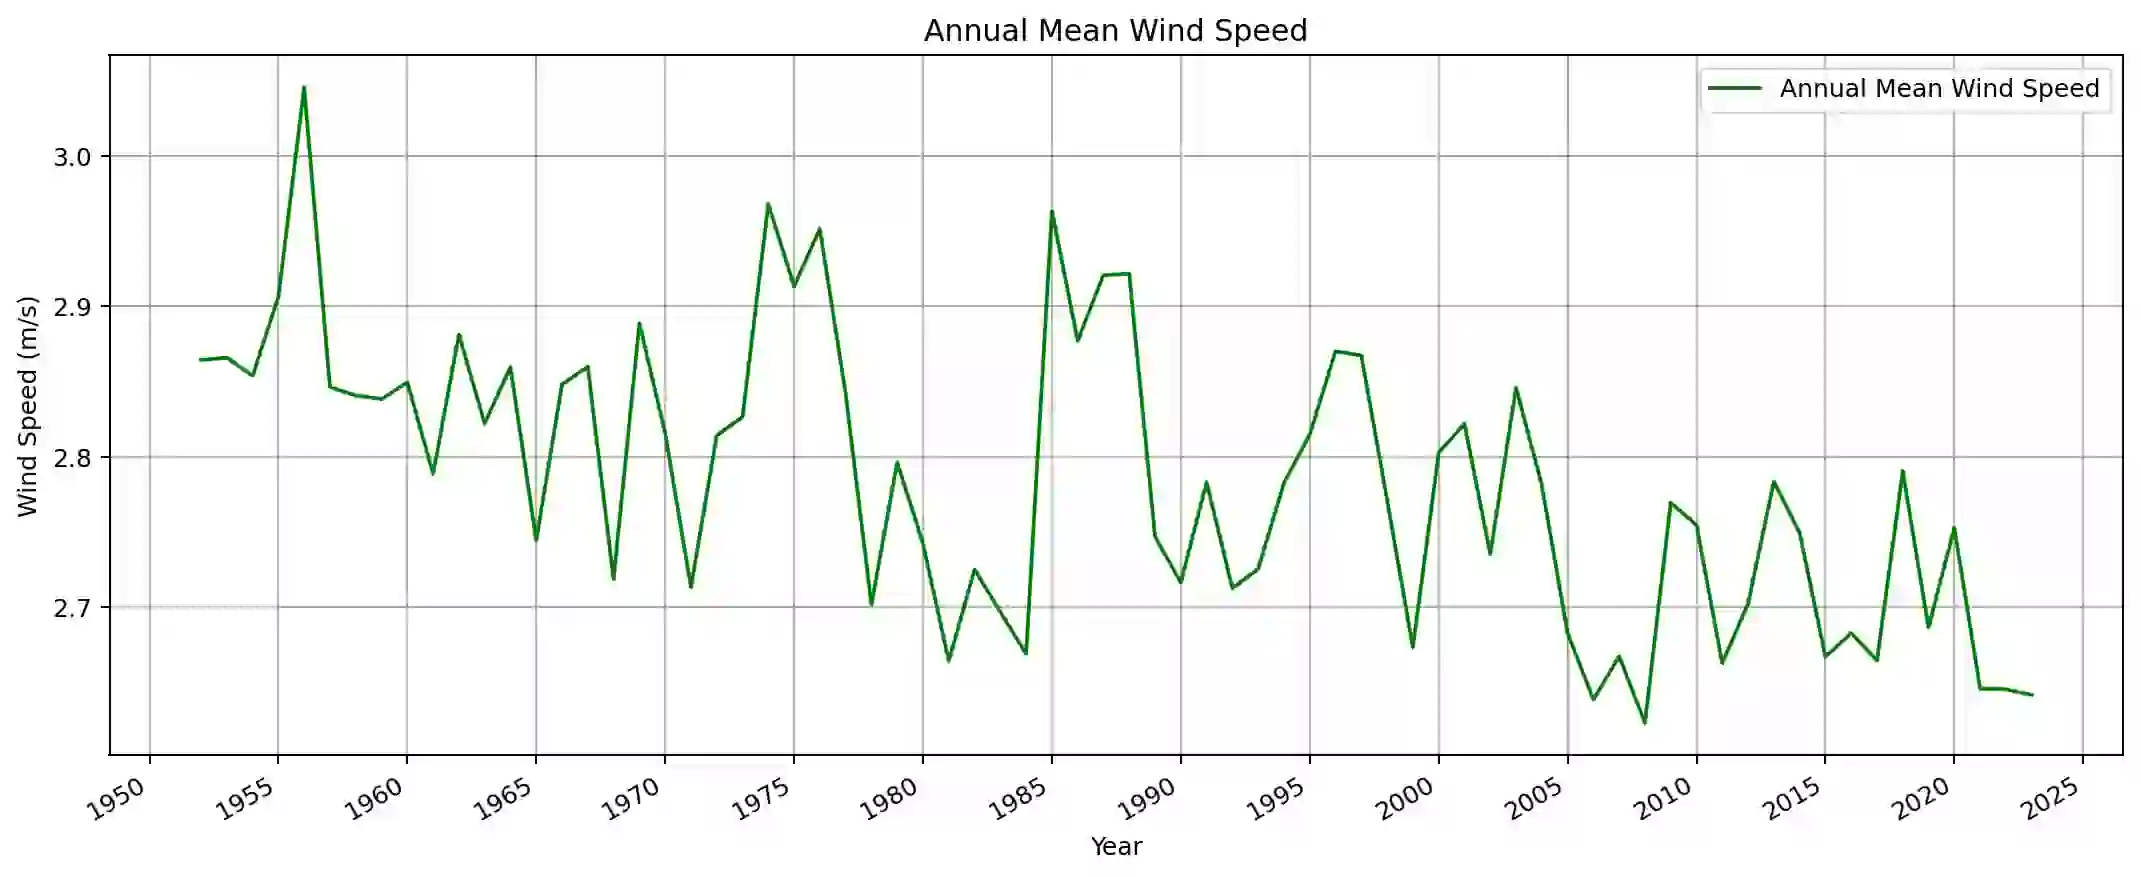 Annual Mean Wind Speed
Annual Mean Wind Speed
3.0
2.9
2.8
2.7
Wind Speed (m/s)
1950 1955 1960 1965 1970 1975 1980 1985 1990 1995 2000 2005 2010 2015 2020 2025
Year